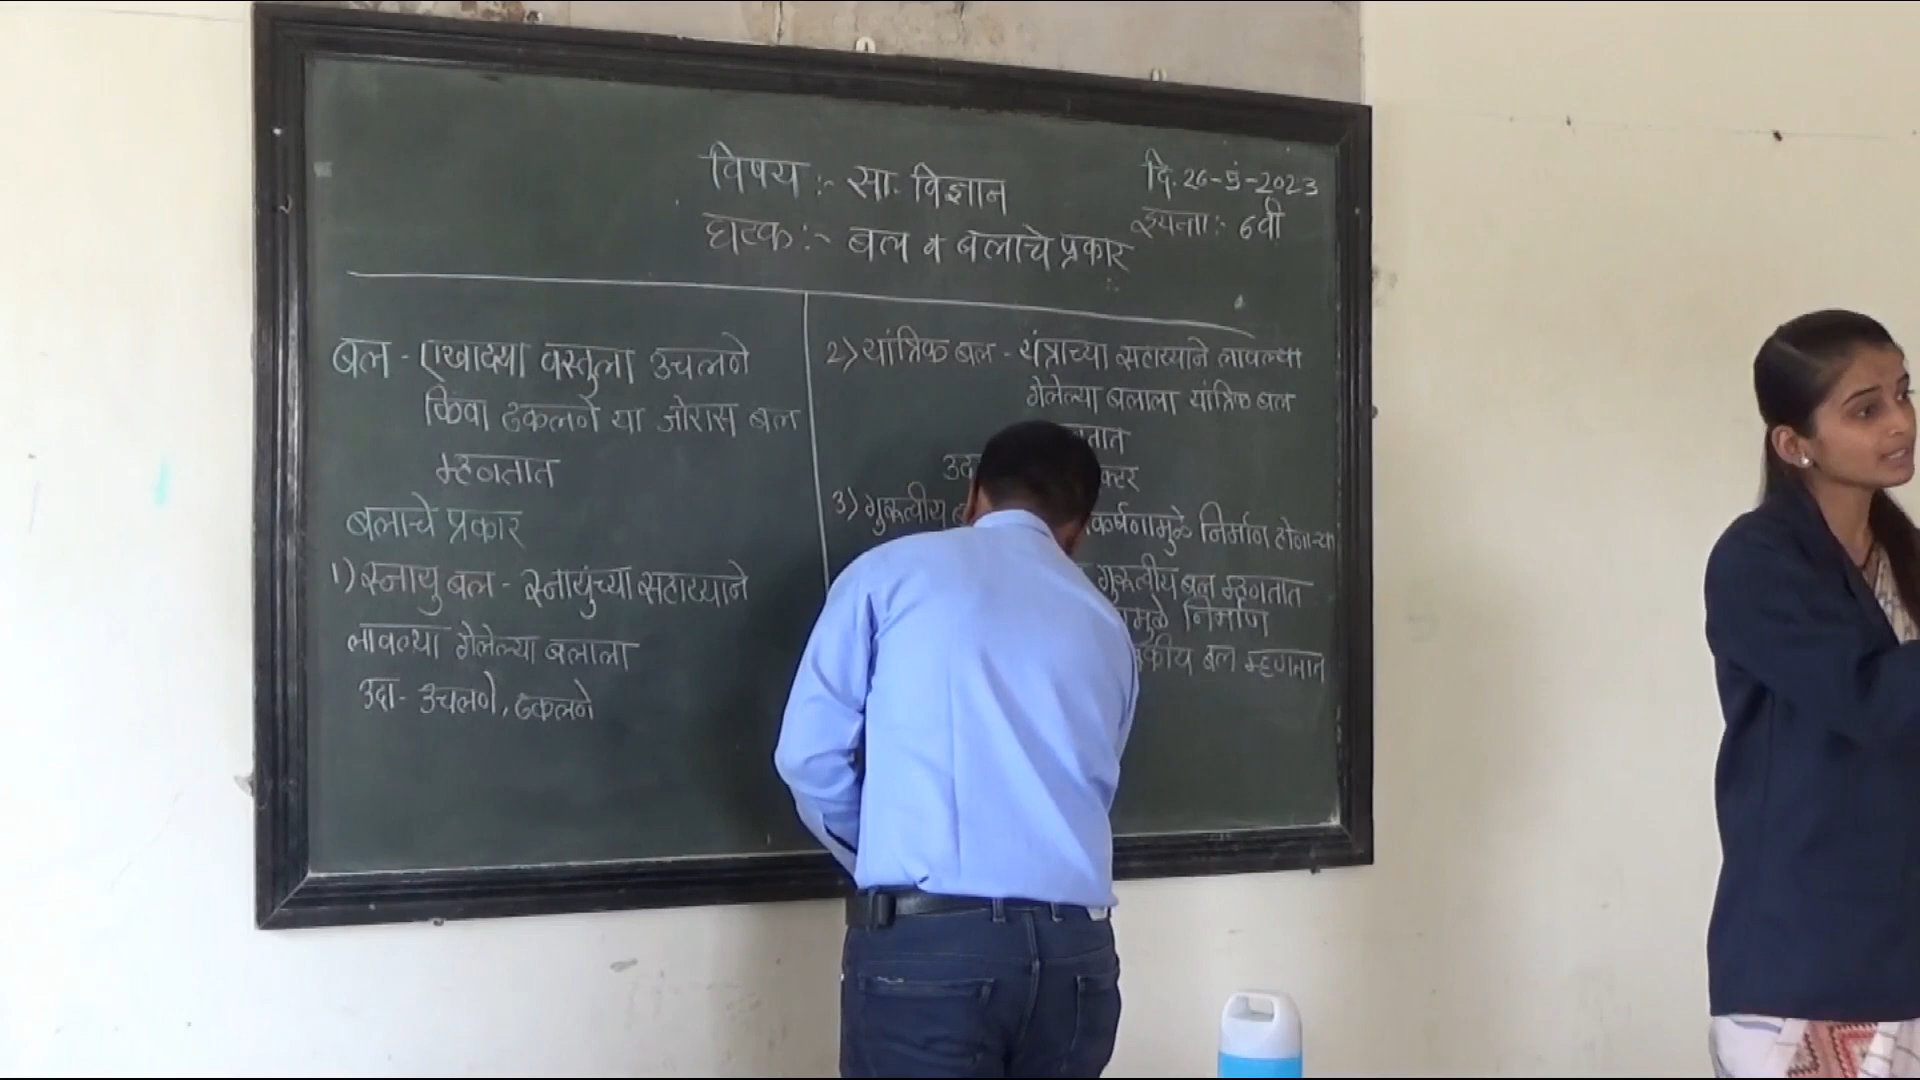 विषय :- सा. विज्ञान
दि. 26-5-2023
घटक :- बल व बलाचे प्रकार
इयत्ता :- 6वी
बल - एखाद्या वस्तुला उचलणे
किंवा ढकलणे या जोरास बल
म्हणतात
बलाचे प्रकार
1) स्नायु बल - स्नायुंच्या सहाय्याने
लावल्या गेलेल्या बलाला
उदा - उचलणे, ढकलणे
2) यांत्रिक बल - यंत्राच्या सहाय्याने लावल्या
गेलेल्या बलाला यांत्रिक बल
3) गुरुत्वीय
निर्माण होणाऱ्या
गुरुत्वीय बल म्हणतात
निर्माण
बल म्हणतात